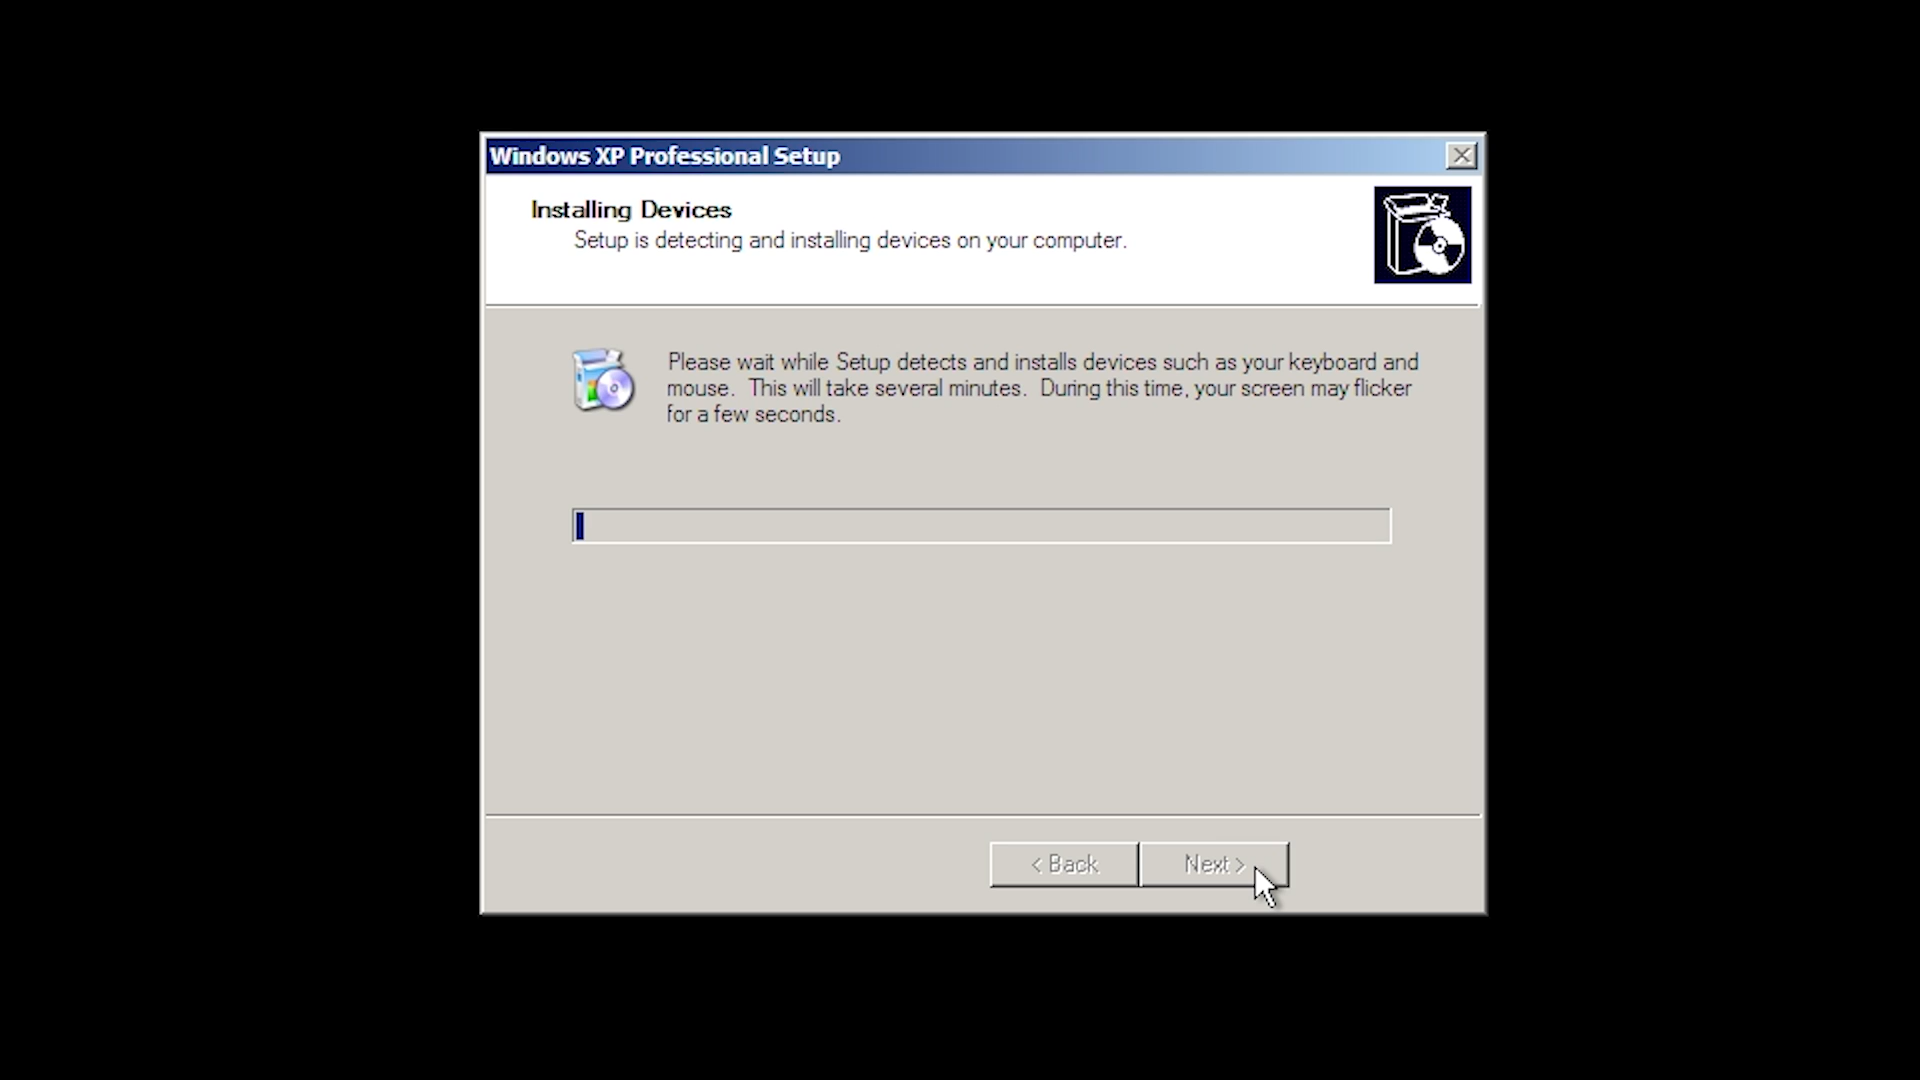 Windows XP Professional Setup
Installing Devices
Setup is detecting and installing devices on your computer.
Please wait while Setup detects and installs devices such as your keyboard and
mouse.  This will take several minutes.  During this time, your screen may flicker
for a few seconds.
< Back
Next >